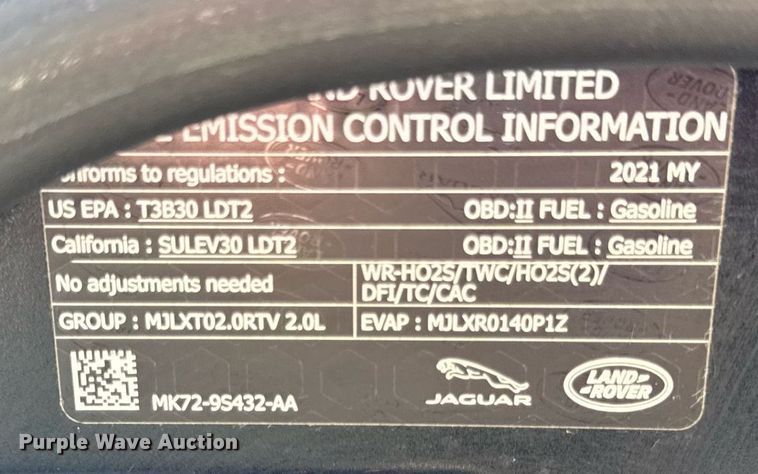 ROVER LIMITED
EMISSION CONTROL INFORMATION
to regulations : 2021 MY
US EPA : T3B30 LDT2 OBD:II FUEL : Gasoline
California : SULEV30 LDT2 OBD:II FUEL : Gasoline
No adjustments needed
WR-HO2S/TWC/HO2S(2)/
DFI/TC/CAC
GROUP : MJLXT02.0RTV 2.0L EVAP : MJLXR0140P1Z
MK72-9S432-AA
JAGUAR
LAND-
-ROVER
Purple Wave Auction